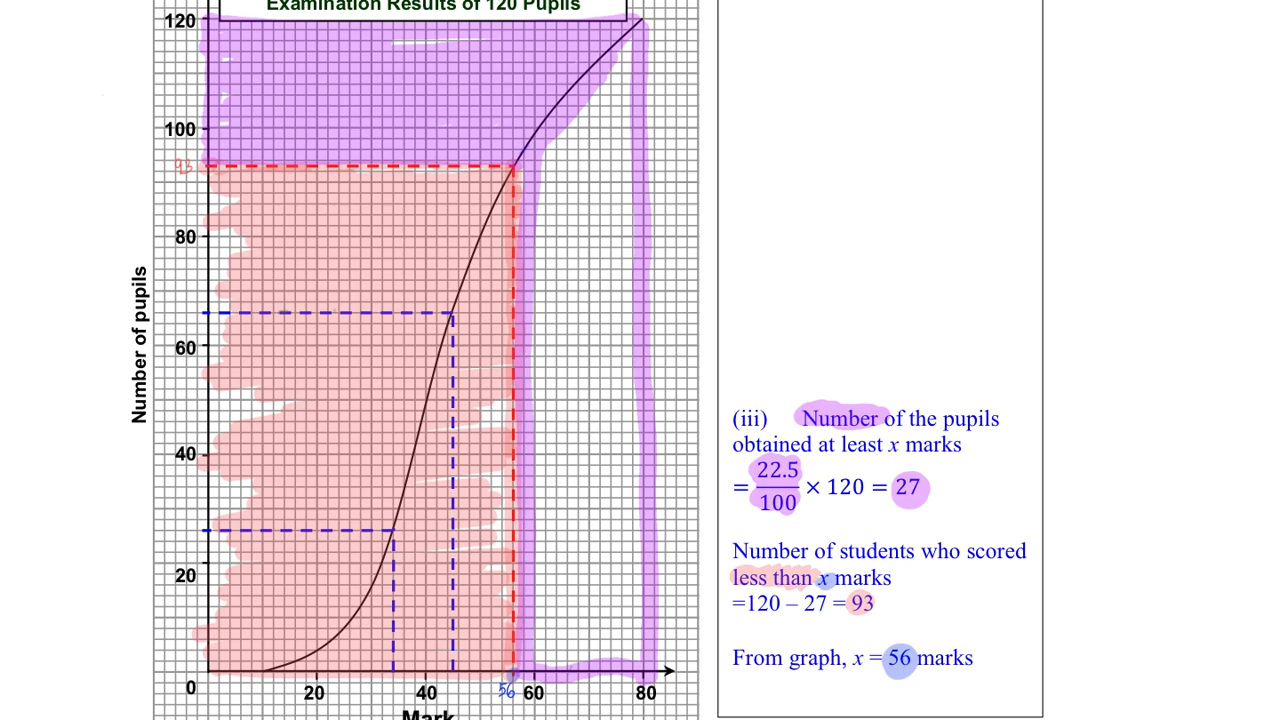 Examination Results of 120 Pupils
120
100
93
80
60
40
20
0
Number of pupils
20
40
56
60
80
Mark
(iii) Number of the pupils
obtained at least x marks
= 22.5/100 × 120 = 27
Number of students who scored
less than x marks
=120 – 27 = 93
From graph, x = 56 marks